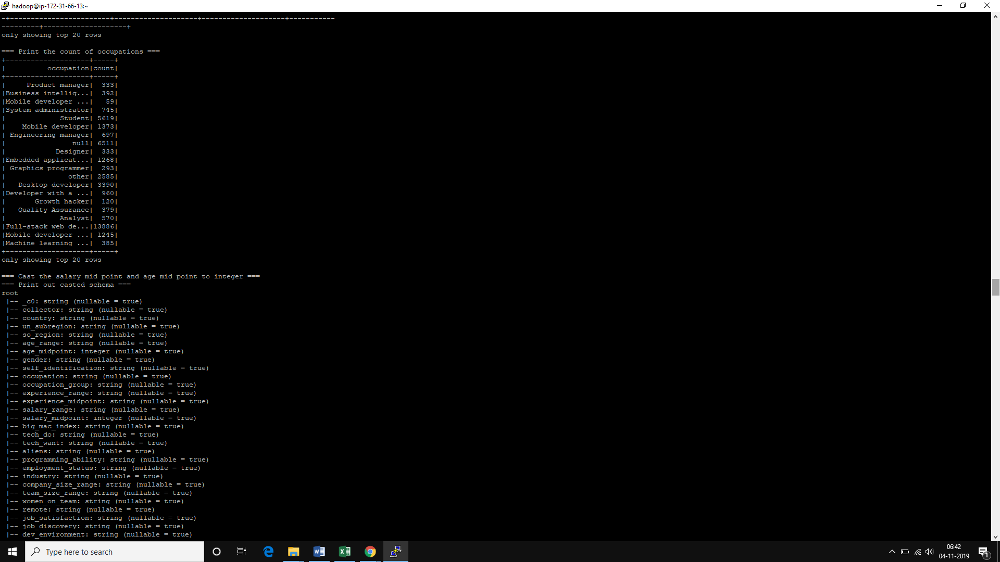 hadoop@ip-172-31-66-13:~
-+------------------------+--------------------+--------------------+-----------
---------+--------------------+
only showing top 20 rows
=== Print the count of occupations ===
+--------------------+-----+
|          occupation|count|
+--------------------+-----+
|     Product manager|  333|
|Business intellig...|  392|
|Mobile developer ...|   59|
|System administrator|  745|
|             Student| 5619|
|    Mobile developer| 1373|
| Engineering manager|  697|
|                null| 6511|
|            Designer|  333|
|Embedded applicat...| 1268|
| Graphics programmer|  293|
|               other| 2585|
|   Desktop developer| 3390|
|Developer with a ...|  960|
|       Growth hacker|  120|
|   Quality Assurance|  379|
|             Analyst|  570|
|Full-stack web de...|13886|
|Mobile developer ...| 1245|
|Machine learning ...|  385|
+--------------------+-----+
only showing top 20 rows
=== Cast the salary mid point and age mid point to integer ===
=== Print out casted schema ===
root
 |-- _c0: string (nullable = true)
 |-- collector: string (nullable = true)
 |-- country: string (nullable = true)
 |-- un_subregion: string (nullable = true)
 |-- so_region: string (nullable = true)
 |-- age_range: string (nullable = true)
 |-- age_midpoint: integer (nullable = true)
 |-- gender: string (nullable = true)
 |-- self_identification: string (nullable = true)
 |-- occupation: string (nullable = true)
 |-- occupation_group: string (nullable = true)
 |-- experience_range: string (nullable = true)
 |-- experience_midpoint: string (nullable = true)
 |-- salary_range: string (nullable = true)
 |-- salary_midpoint: integer (nullable = true)
 |-- big_mac_index: string (nullable = true)
 |-- tech_do: string (nullable = true)
 |-- tech_want: string (nullable = true)
 |-- aliens: string (nullable = true)
 |-- programming_ability: string (nullable = true)
 |-- employment_status: string (nullable = true)
 |-- industry: string (nullable = true)
 |-- company_size_range: string (nullable = true)
 |-- team_size_range: string (nullable = true)
 |-- women_on_team: string (nullable = true)
 |-- remote: string (nullable = true)
 |-- job_satisfaction: string (nullable = true)
 |-- job_discovery: string (nullable = true)
 |-- dev_environment: string (nullable = true)
Type here to search
06:42
04-11-2019
1